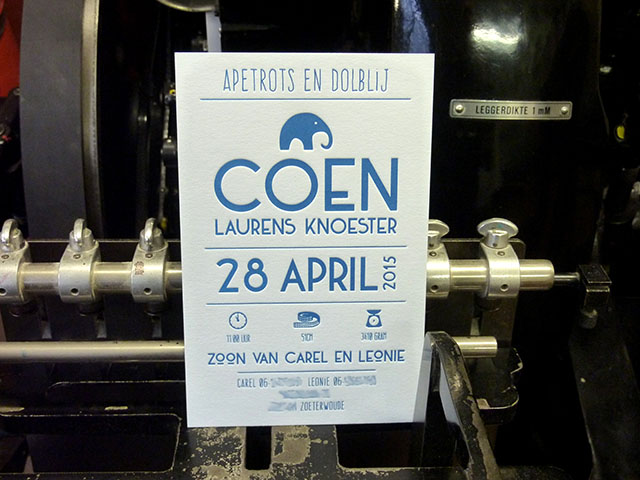 APETROTS EN DOLBLIJ
COEN
LAURENS KNOESTER
28 APRIL 2015
11:00 UUR 51CM 3410 GRAM
ZOON VAN CAREL EN LEONIE
CAREL 06 LEONIE 06
ZOETERWOUDE
LEGGERDIKTE 1 mM